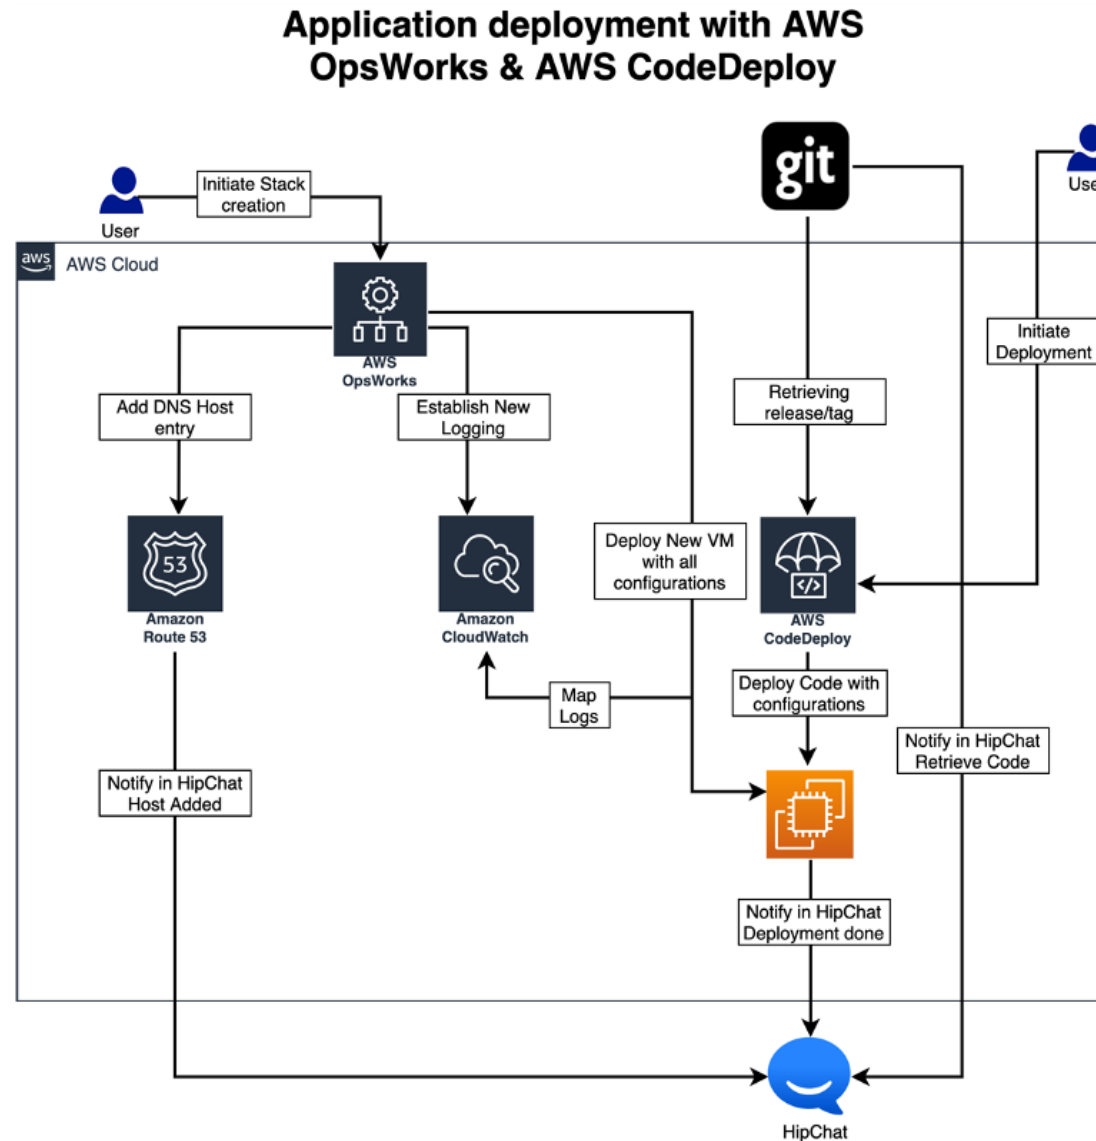 Application deployment with AWS
OpsWorks & AWS CodeDeploy
git
User
Initiate Stack
creation
Use
aws
AWS Cloud
AWS
OpsWorks
Initiate
Deployment
Add DNS Host
entry
Establish New
Logging
Retrieving
release/tag
Deploy New VM
with all
configurations
53
Amazon
Route 53
Amazon
CloudWatch
</>
AWS
CodeDeploy
Map
Logs
Deploy Code with
configurations
Notify in HipChat
Retrieve Code
Notify in HipChat
Host Added
Notify in HipChat
Deployment done
HipChat